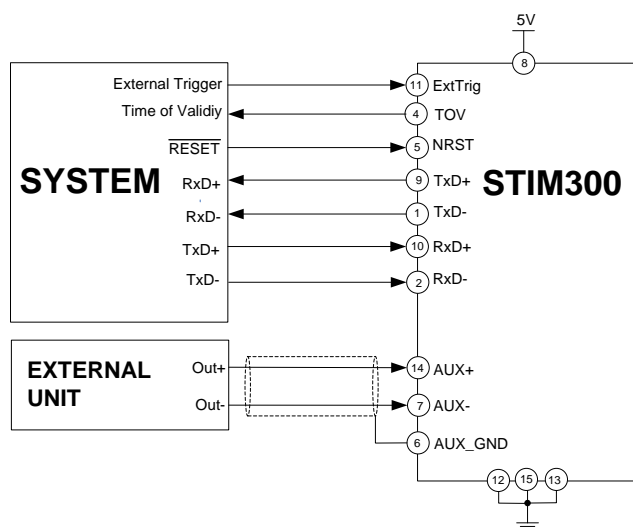 5V
8
External Trigger 11 ExtTrig
Time of Validiy 4 TOV
RESET 5 NRST
SYSTEM STIM300
RxD+ 9 TxD+
RxD- 1 TxD-
TxD+ 10 RxD+
TxD- 2 RxD-
EXTERNAL
UNIT
Out+ 14 AUX+
Out- 7 AUX-
6 AUX_GND
12 15 13